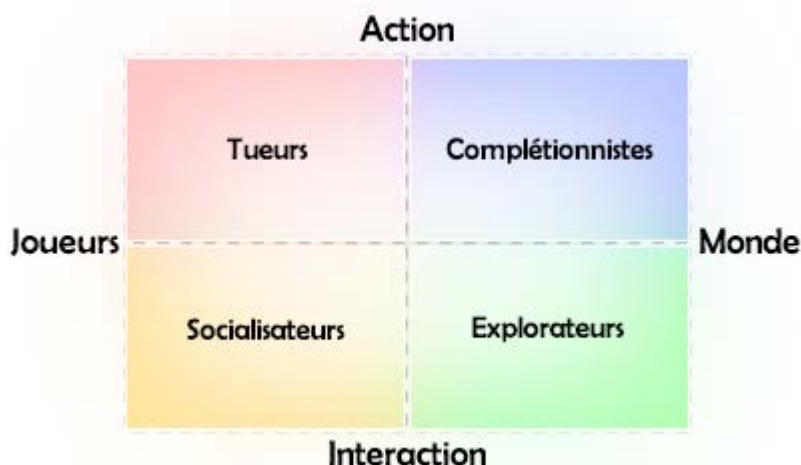 Action
Tueurs
Complétionnistes
Joueurs
Monde
Socialisateurs
Explorateurs
Interaction